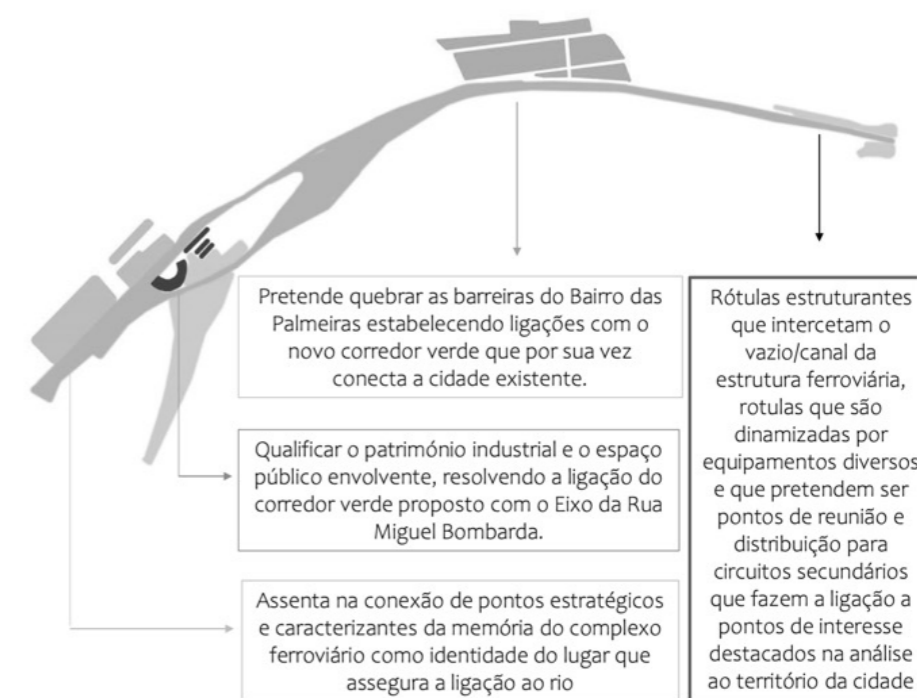 Pretende quebrar as barreiras do Bairro das
Palmeiras estabelecendo ligações com o
novo corredor verde que por sua vez
conecta a cidade existente.
Qualificar o património industrial e o espaço
público envolvente, resolvendo a ligação do
corredor verde proposto com o Eixo da Rua
Miguel Bombarda.
Assenta na conexão de pontos estratégicos
e caracterizantes da memória do complexo
ferroviário como identidade do lugar que
assegura a ligação ao rio
Rótulas estruturantes
que intercetam o
vazio/canal da
estrutura ferroviária,
rotulas que são
dinamizadas por
equipamentos diversos
e que pretendem ser
pontos de reunião e
distribuição para
circuitos secundários
que fazem a ligação a
pontos de interesse
destacados na análise
ao território da cidade